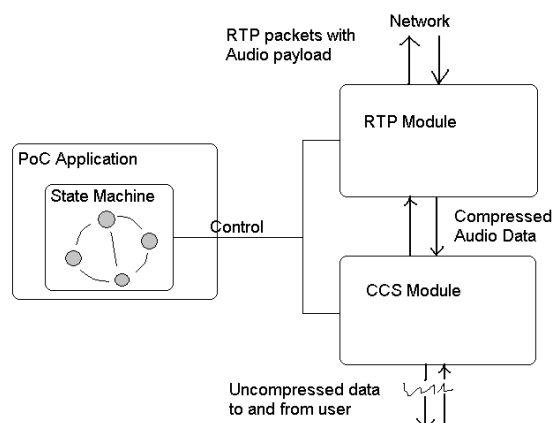 Network
RTP packets with
Audio payload
RTP Module
PoC Application
State Machine
Control
Compressed
Audio Data
CCS Module
Uncompressed data
to and from user